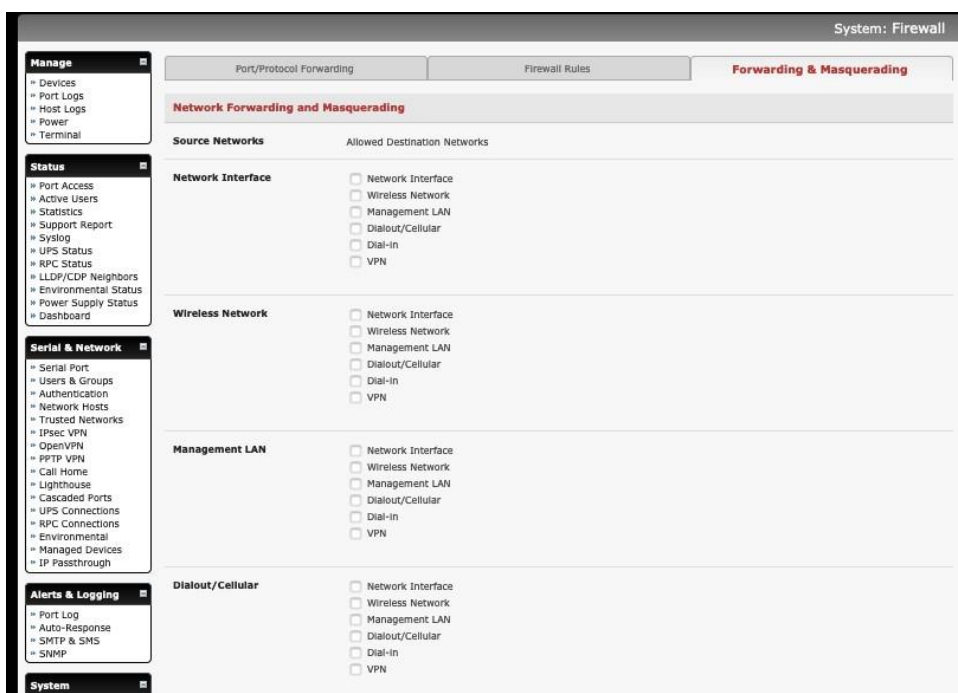 System: Firewall
Manage
» Devices
» Port Logs
» Host Logs
» Power
» Terminal
Status
» Port Access
» Active Users
» Statistics
» Support Report
» Syslog
» UPS Status
» RPC Status
» LLDP/CDP Neighbors
» Environmental Status
» Power Supply Status
» Dashboard
Serial & Network
» Serial Port
» Users & Groups
» Authentication
» Network Hosts
» Trusted Networks
» IPsec VPN
» OpenVPN
» PPTP VPN
» Call Home
» Lighthouse
» Cascaded Ports
» UPS Connections
» RPC Connections
» Environmental
» Managed Devices
» IP Passthrough
Alerts & Logging
» Port Log
» Auto-Response
» SMTP & SMS
» SNMP
System
Port/Protocol Forwarding
Firewall Rules
Forwarding & Masquerading
Network Forwarding and Masquerading
Source Networks Allowed Destination Networks
Network Interface
Network Interface
Wireless Network
Management LAN
Dialout/Cellular
Dial-in
VPN
Wireless Network
Network Interface
Wireless Network
Management LAN
Dialout/Cellular
Dial-in
VPN
Management LAN
Network Interface
Wireless Network
Management LAN
Dialout/Cellular
Dial-in
VPN
Dialout/Cellular
Network Interface
Wireless Network
Management LAN
Dialout/Cellular
Dial-in
VPN